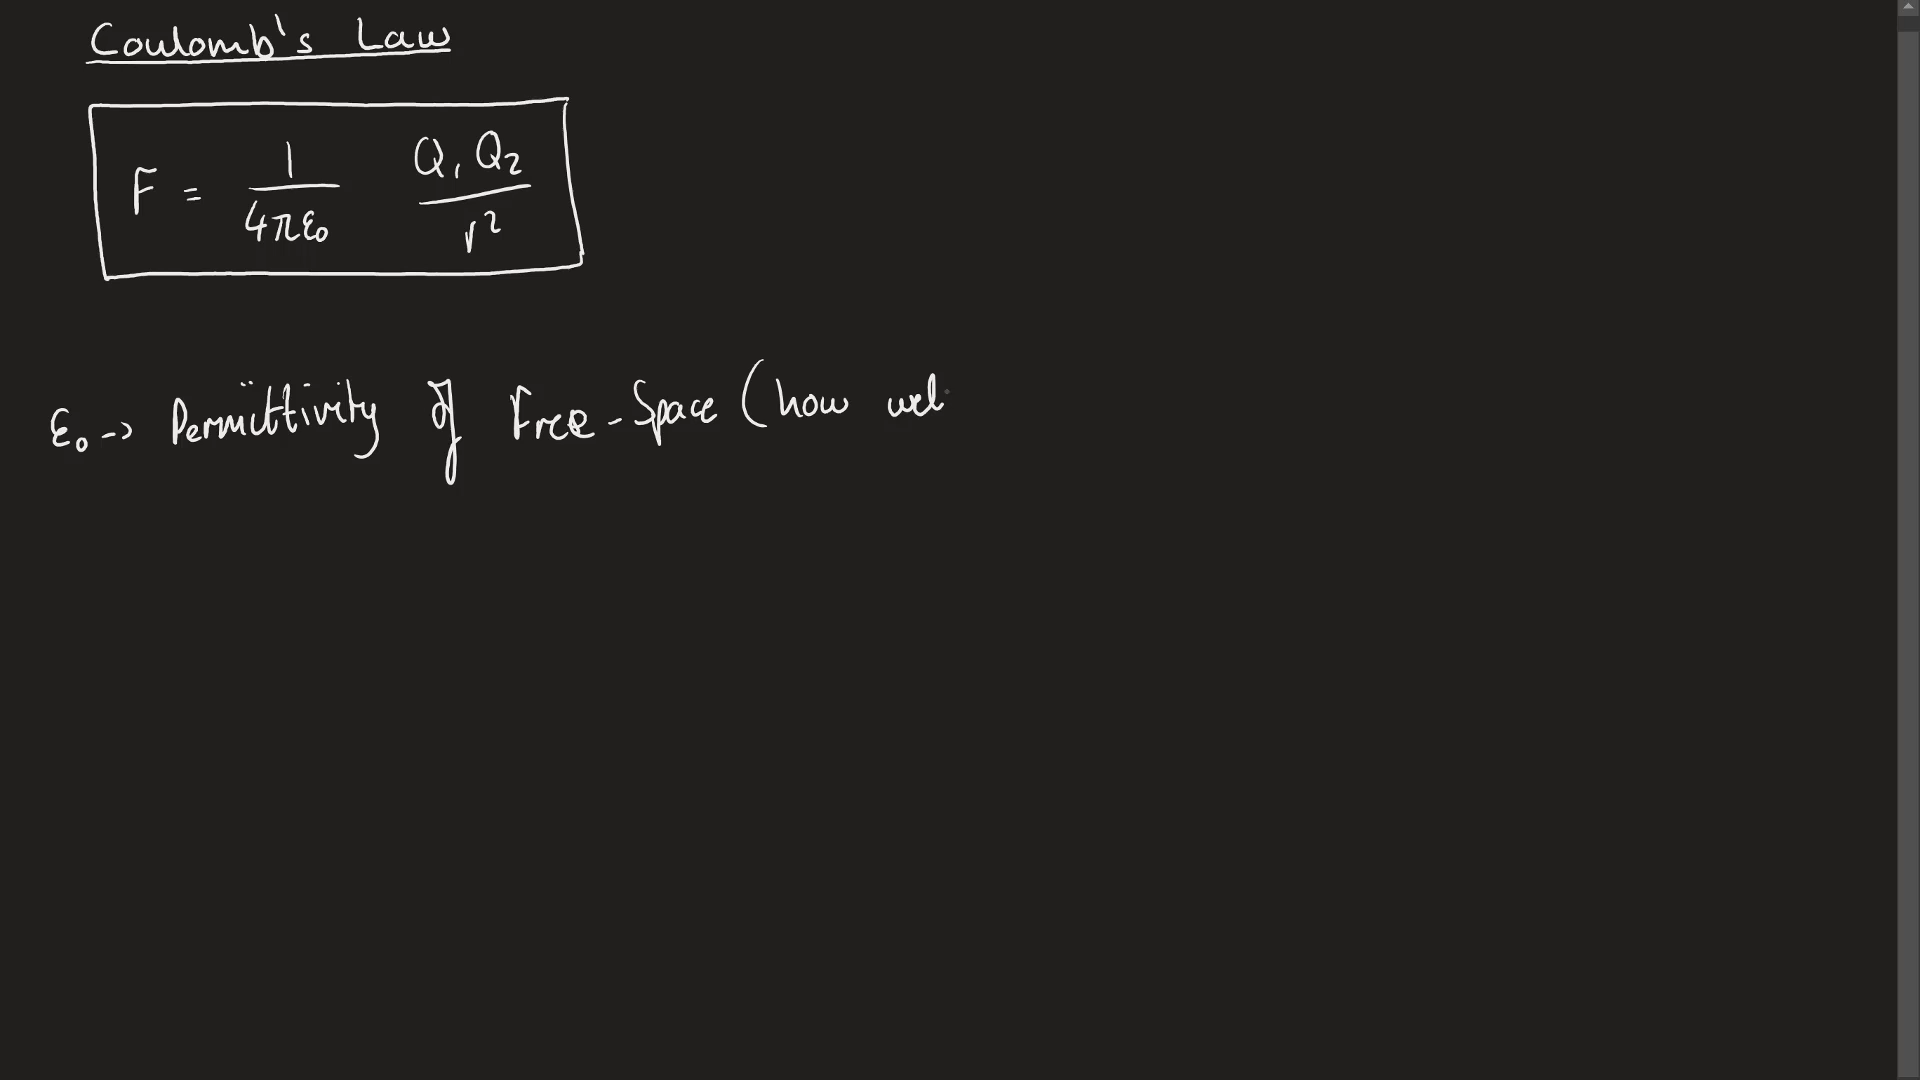 Coulomb's Law
F = 1/4πε₀ Q₁Q₂/r²
ε₀ -> Permittivity of Free-Space (how wel